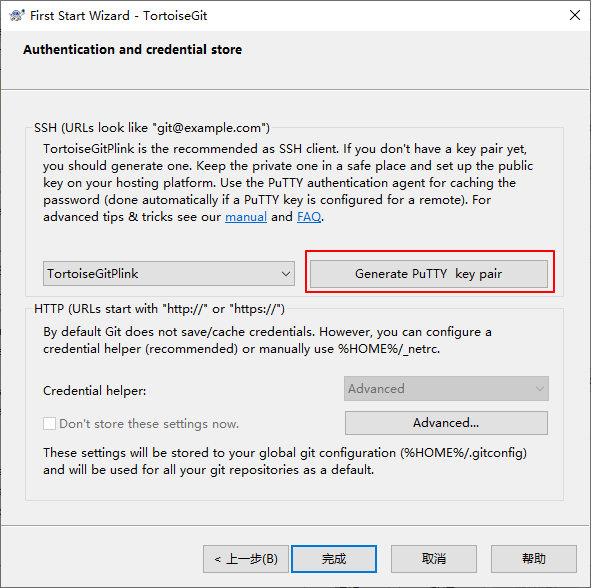 First Start Wizard - TortoiseGit
Authentication and credential store
SSH (URLs look like "git@example.com")
TortoiseGitPlink is the recommended as SSH client. If you don't have a key pair yet,
you should generate one. Keep the private one in a safe place and set up the public
key on your hosting platform. Use the PuTTY authentication agent for caching the
password (done automatically if a PuTTY key is configured for a remote). For
advanced tips & tricks see our manual and FAQ.
TortoiseGitPlink
Generate PuTTY key pair
HTTP (URLs start with "http://" or "https://")
By default Git does not save/cache credentials. However, you can configure a
credential helper (recommended) or manually use %HOME%/_netrc.
Credential helper:
Advanced
Don't store these settings now.
Advanced...
These settings will be stored to your global git configuration (%HOME%/.gitconfig)
and will be used for all your git repositories as a default.
< 上一步(B)
完成
取消
帮助